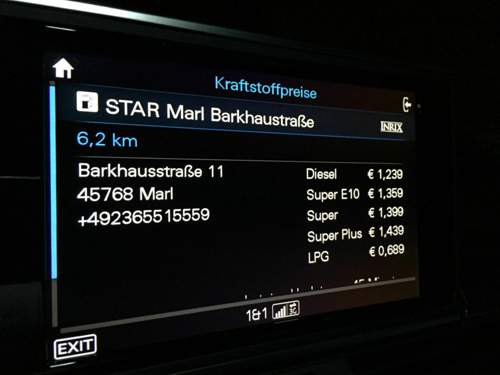 Kraftstoffpreise
STAR Marl Barkhaustraße
INRIX
6,2 km
Barkhausstraße 11
45768 Marl
+492365515559
Diesel € 1,239
Super E10 € 1,359
Super € 1,399
Super Plus € 1,439
LPG € 0,689
1&1
EXIT